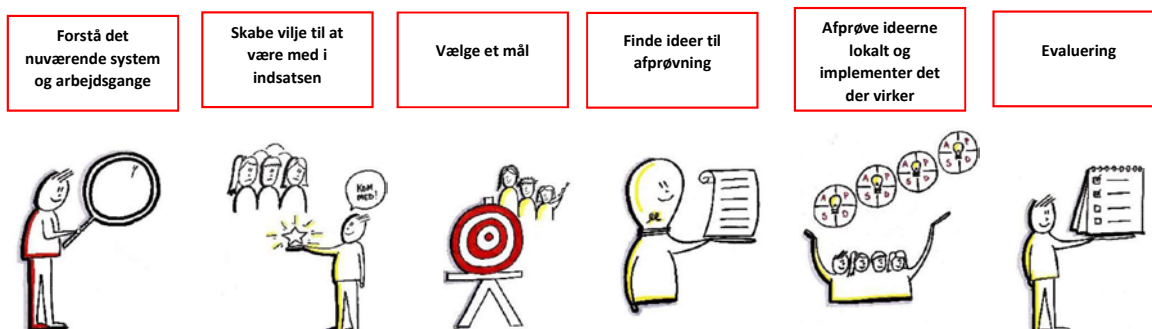 Forstå det
nuværende system
og arbejdsgange
Skabe vilje til at
være med i
indsatsen
Vælge et mål
Finde ideer til
afprøvning
Afprøve ideerne
lokalt og
implementer det
der virker
Evaluering
KOM
MED!
A P
S D
A P
S D
A P
S D
A P
S D